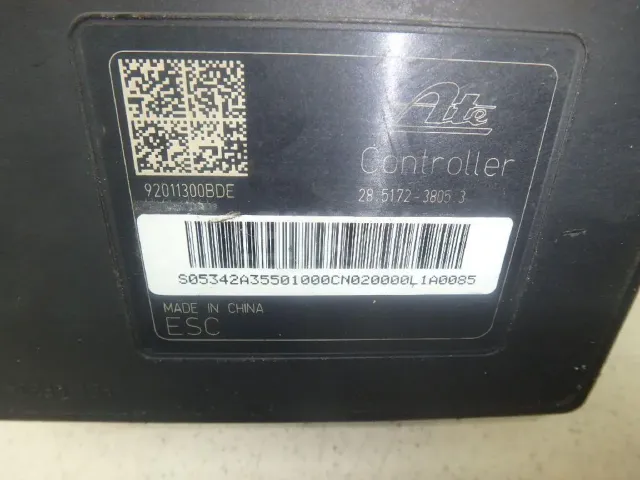 Ate
Controller
92011300BDE
28.5172-3805.3
S05342A35501000CN020000L1A0085
MADE IN CHINA
ESC